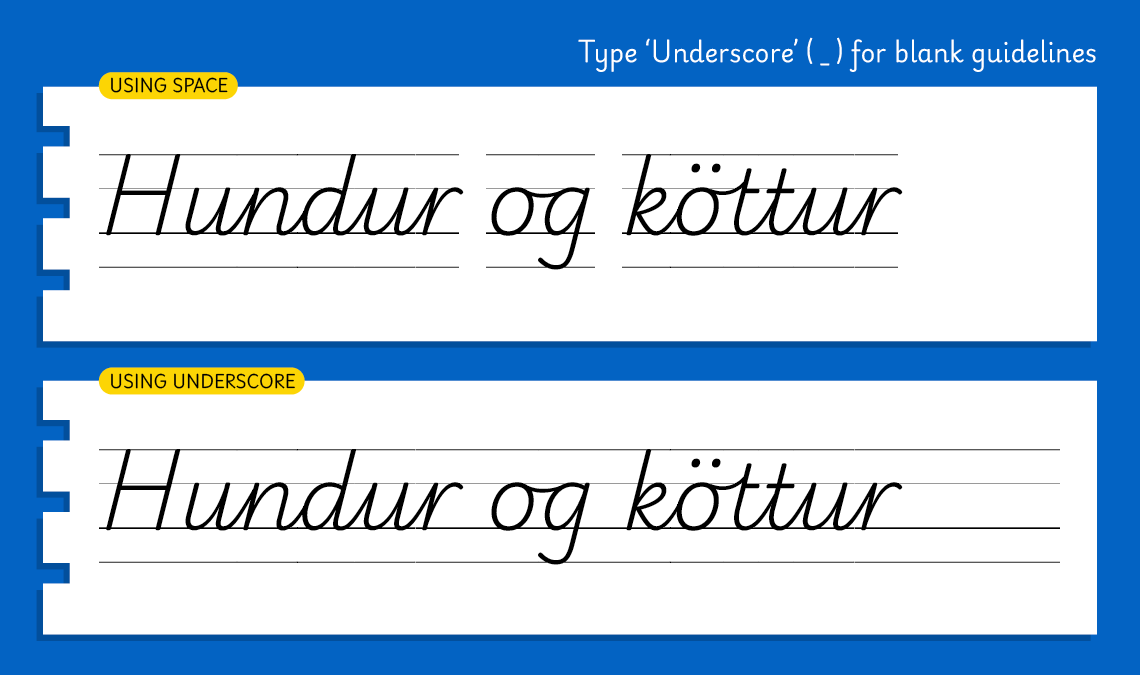 Type ‘Underscore’ ( _ ) for blank guidelines
USING SPACE
Hundur og köttur
USING UNDERSCORE
Hundur og köttur